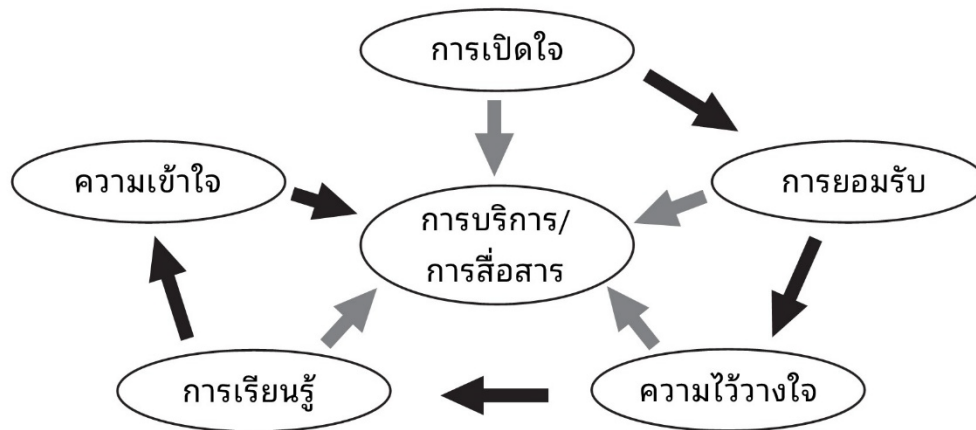 การเปิดใจ
ความเข้าใจ
การยอมรับ
การบริการ/
การสื่อสาร
การเรียนรู้
ความไว้วางใจ